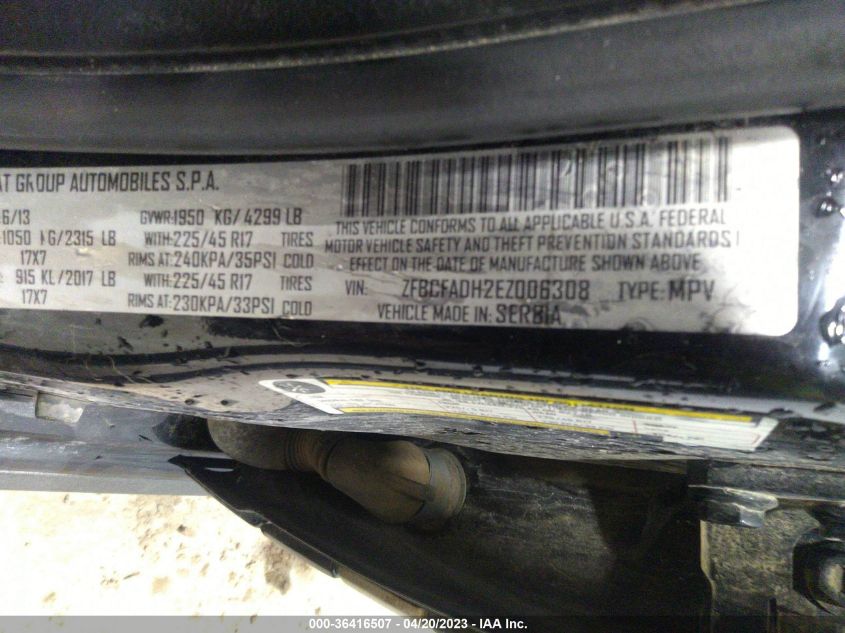 AT GROUP AUTOMOBILES S.P.A.
6/13 GVWR:1950 KG/ 4299 LB
1050 KG/2315 LB WITH:225/45 R17 TIRES
17X7 RIMS AT:240KPA/35PSI COLD
915 KL/2017 LB WITH:225/45 R17 TIRES
17X7 RIMS AT:230KPA/33PSI COLD
THIS VEHICLE CONFORMS TO ALL APPLICABLE U.S.A. FEDERAL
MOTOR VEHICLE SAFETY AND THEFT PREVENTION STANDARDS I
EFFECT ON THE DATE OF MANUFACTURE SHOWN ABOVE
VIN: ZFBCFADH2EZ006308 TYPE: MPV
VEHICLE MADE IN: SERBIA
000-36416507 - 04/20/2023 - IAA Inc.